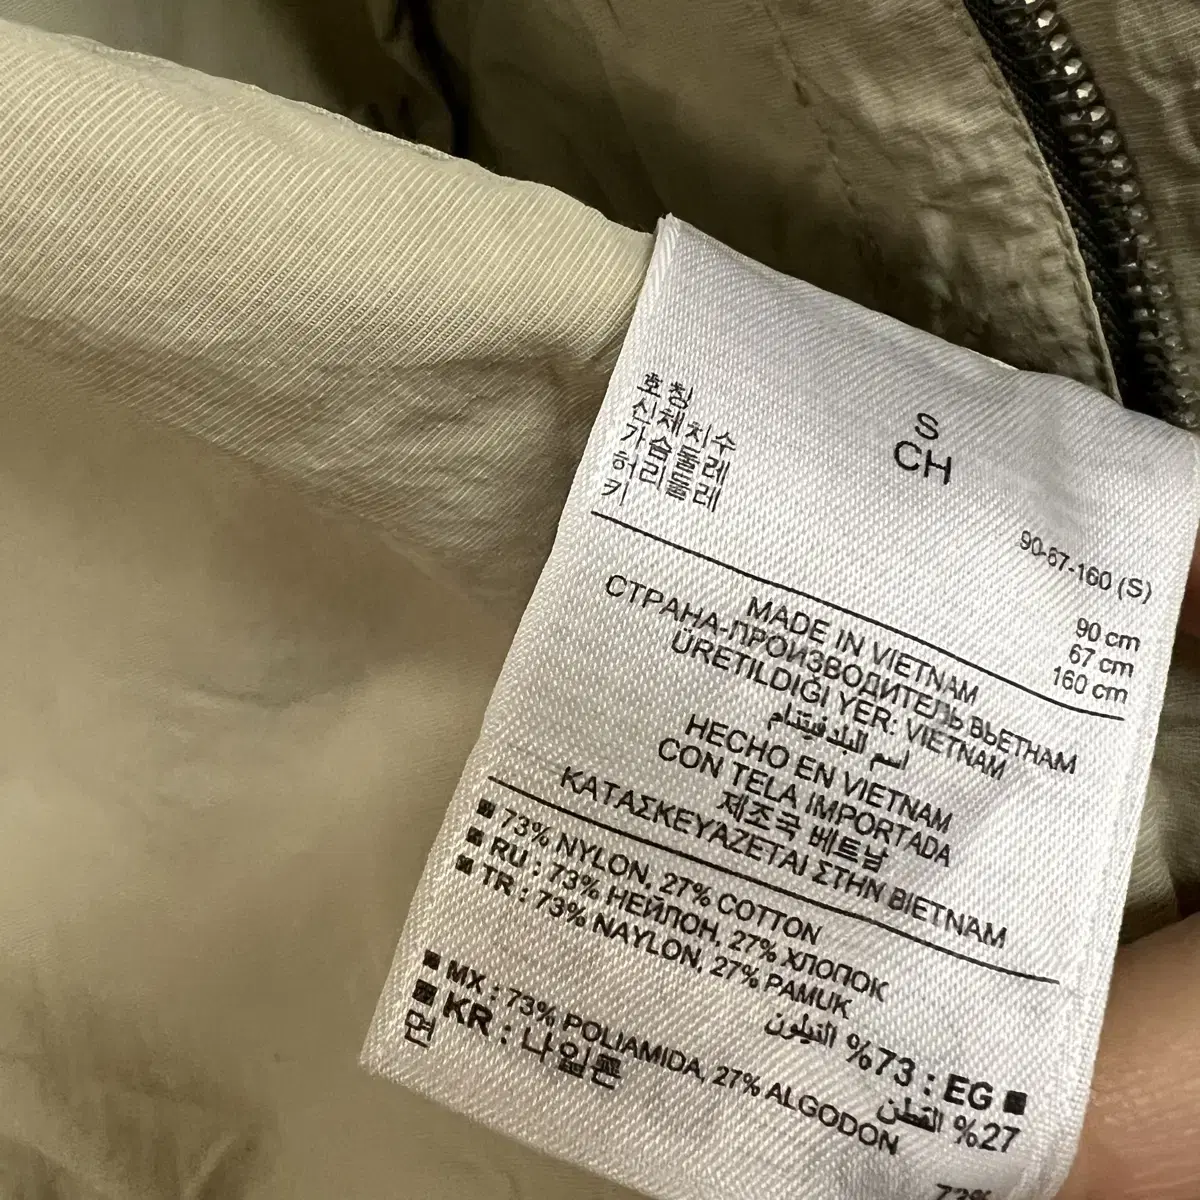 S
CH
호칭
90-67-160 (S)
신체치수
가슴둘레
90 cm
허리둘레
67 cm
키
160 cm
MADE IN VIETNAM
СТРАНА-ПРОИЗВОДИТЕЛЬ ВЬЕТНАМ
ÜRETILDIĞI YER: VIETNAM
اسم البلد فيتنام
HECHO EN VIETNAM
CON TELA IMPORTADA
제조국 베트남
ΚΑΤΑΣΚΕΥΑΖΕΤΑΙ ΣΤΗΝ ΒΙΕΤΝΑΜ
■ 73% NYLON, 27% COTTON
■ RU : 73% НЕЙЛОН, 27% ХЛОПОК
■ TR : 73% NAYLON, 27% PAMUK
■ EG : 73% النيلون
27% القطن
■ MX : 73% POLIAMIDA, 27% ALGODON
■ KR : 나일론
73%
면